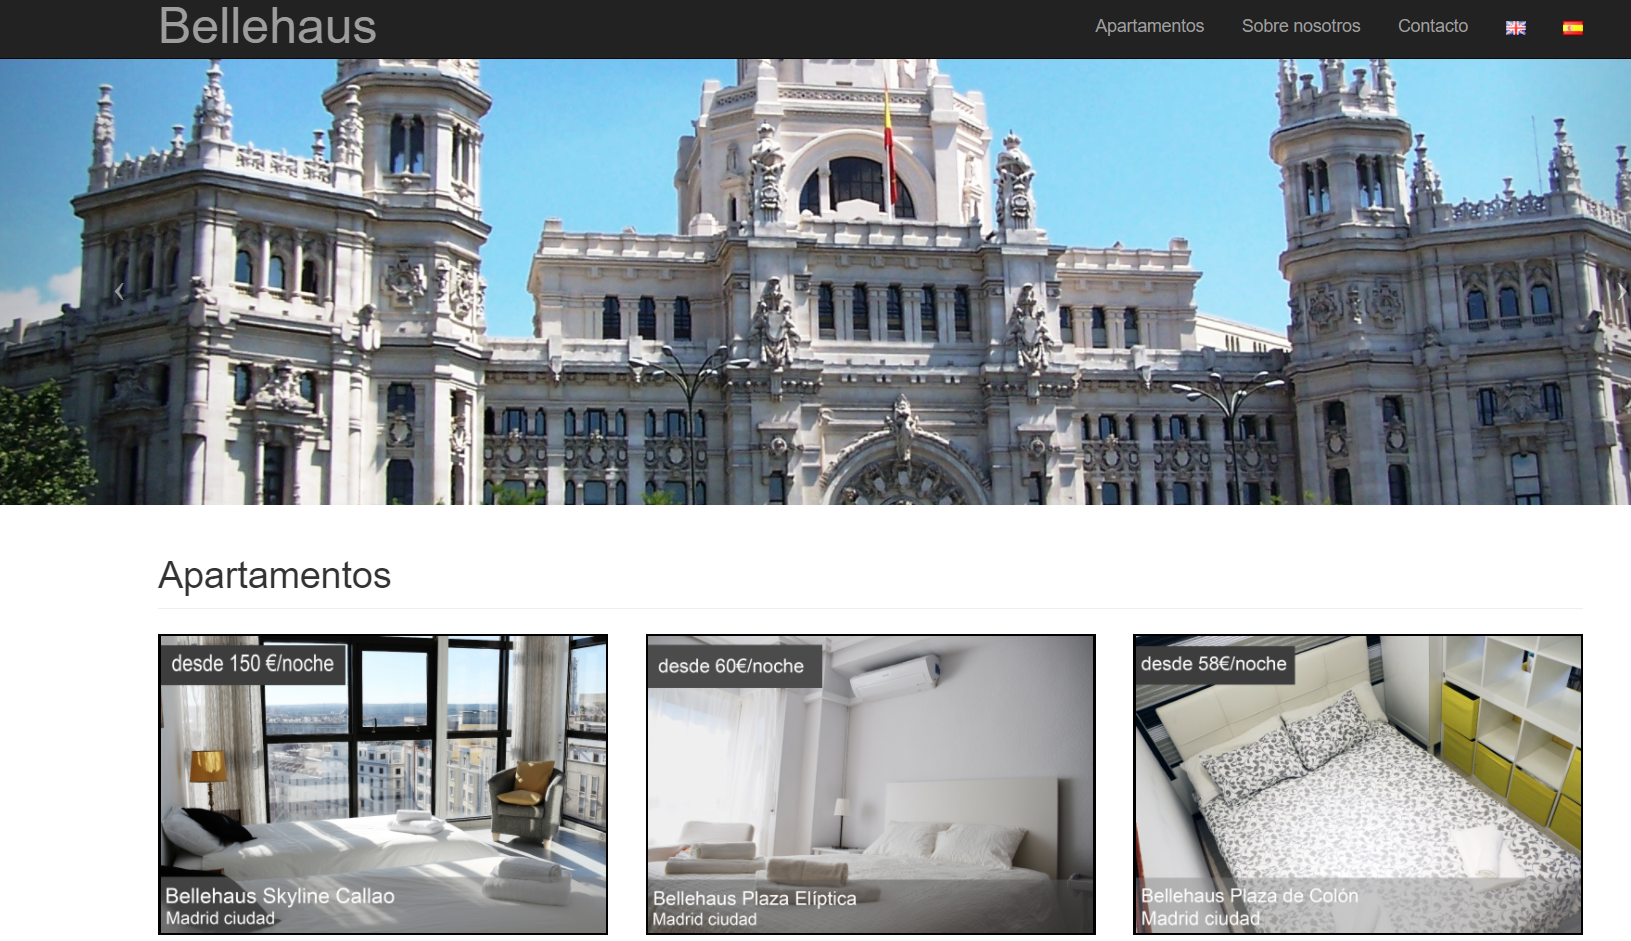 Bellehaus
Apartamentos
Sobre nosotros
Contacto
Apartamentos
desde 150 €/noche
Bellehaus Skyline Callao
Madrid ciudad
desde 60€/noche
Bellehaus Plaza Elíptica
Madrid ciudad
desde 58€/noche
Bellehaus Plaza de Colón
Madrid ciudad